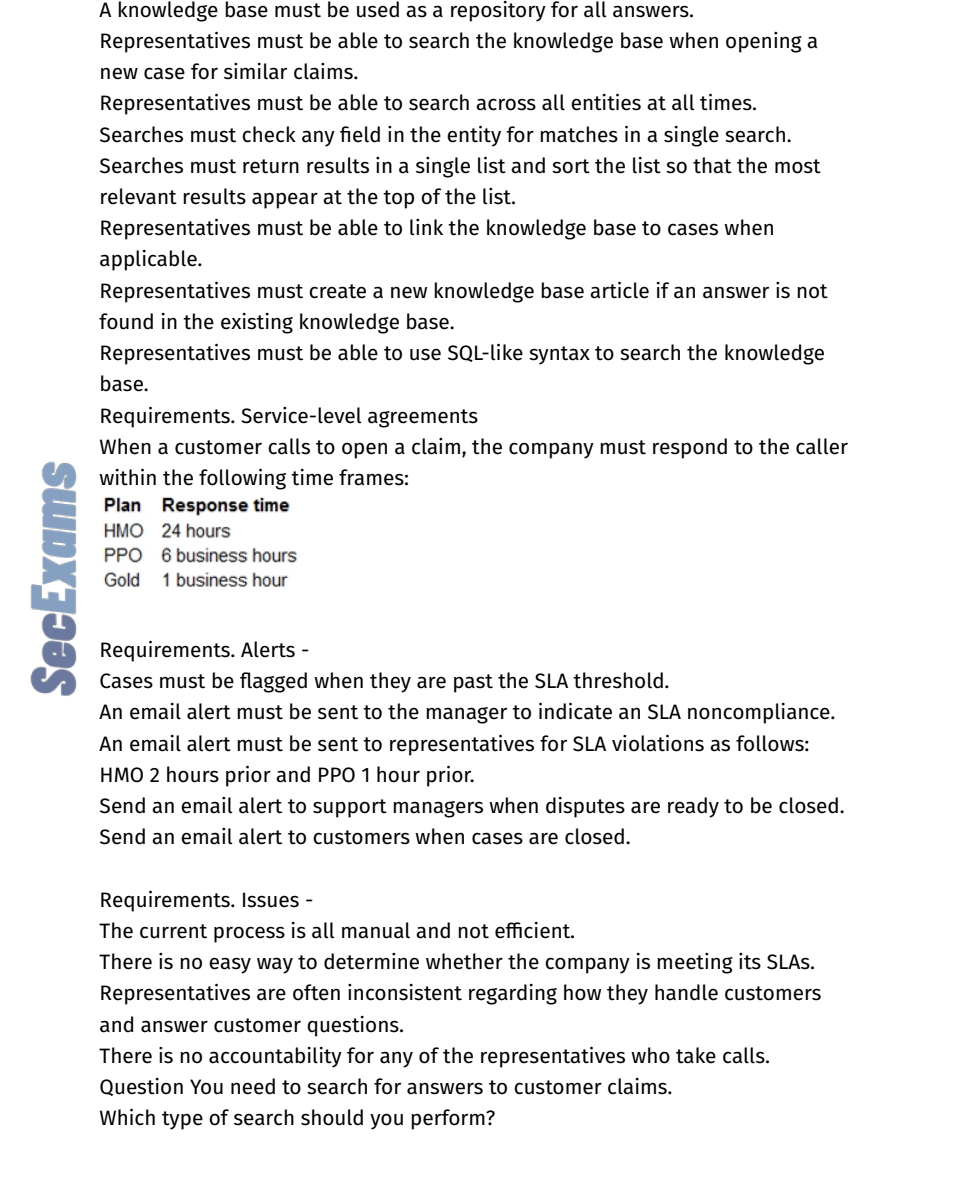 A knowledge base must be used as a repository for all answers.
Representatives must be able to search the knowledge base when opening a
new case for similar claims.
Representatives must be able to search across all entities at all times.
Searches must check any field in the entity for matches in a single search.
Searches must return results in a single list and sort the list so that the most
relevant results appear at the top of the list.
Representatives must be able to link the knowledge base to cases when
applicable.
Representatives must create a new knowledge base article if an answer is not
found in the existing knowledge base.
Representatives must be able to use SQL-like syntax to search the knowledge
base.
Requirements. Service-level agreements
When a customer calls to open a claim, the company must respond to the caller
within the following time frames:
Plan Response time
HMO 24 hours
PPO 6 business hours
Gold 1 business hour
SecExams
Requirements. Alerts -
Cases must be flagged when they are past the SLA threshold.
An email alert must be sent to the manager to indicate an SLA noncompliance.
An email alert must be sent to representatives for SLA violations as follows:
HMO 2 hours prior and PPO 1 hour prior.
Send an email alert to support managers when disputes are ready to be closed.
Send an email alert to customers when cases are closed.
Requirements. Issues -
The current process is all manual and not efficient.
There is no easy way to determine whether the company is meeting its SLAs.
Representatives are often inconsistent regarding how they handle customers
and answer customer questions.
There is no accountability for any of the representatives who take calls.
Question You need to search for answers to customer claims.
Which type of search should you perform?